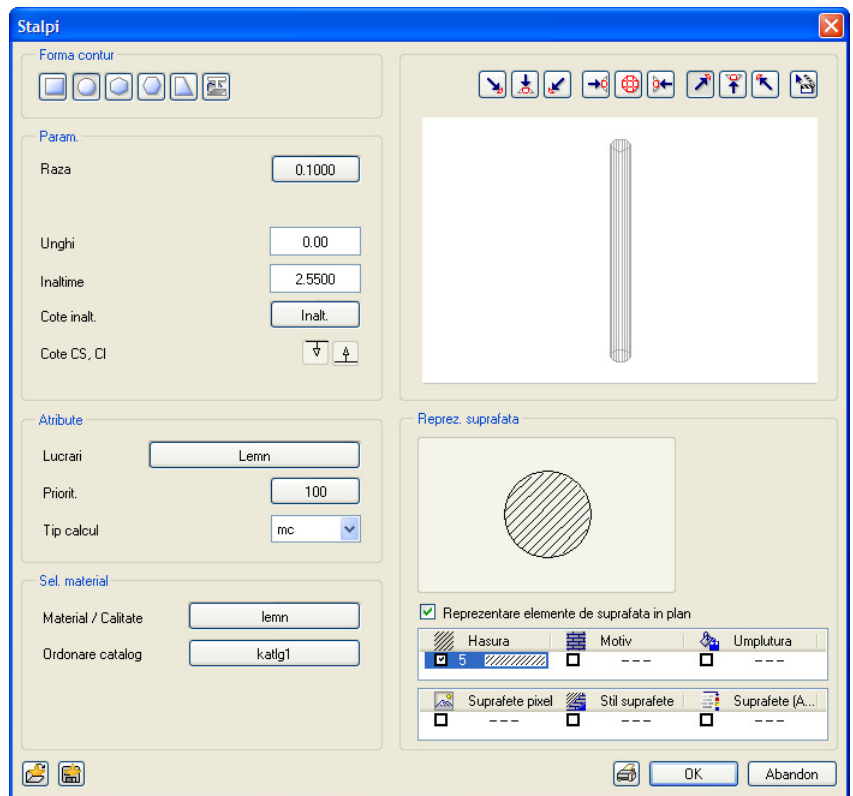 Stalpi
Forma contur
Param.
Raza 0.1000
Unghi 0.00
Inaltime 2.5500
Cote inalt. Inalt.
Cote CS, CI
Atribute
Lucrari Lemn
Priorit. 100
Tip calcul mc
Sel. material
Material / Calitate lemn
Ordonare catalog katlg1
Reprez. suprafata
Reprezentare elemente de suprafata in plan
Hasura Motiv Umplutura
5 --- ---
Suprafete pixel Stil suprafete Suprafete (A...
--- --- ---
OK Abandon